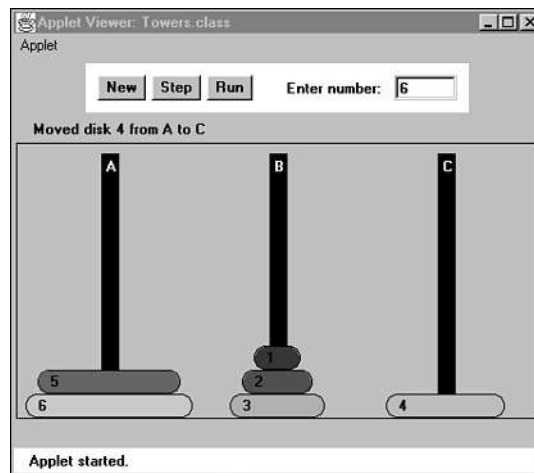 Applet Viewer: Towers.class
Applet
New Step Run Enter number: 6
Moved disk 4 from A to C
A B C
1
5 2
6 3 4
Applet started.